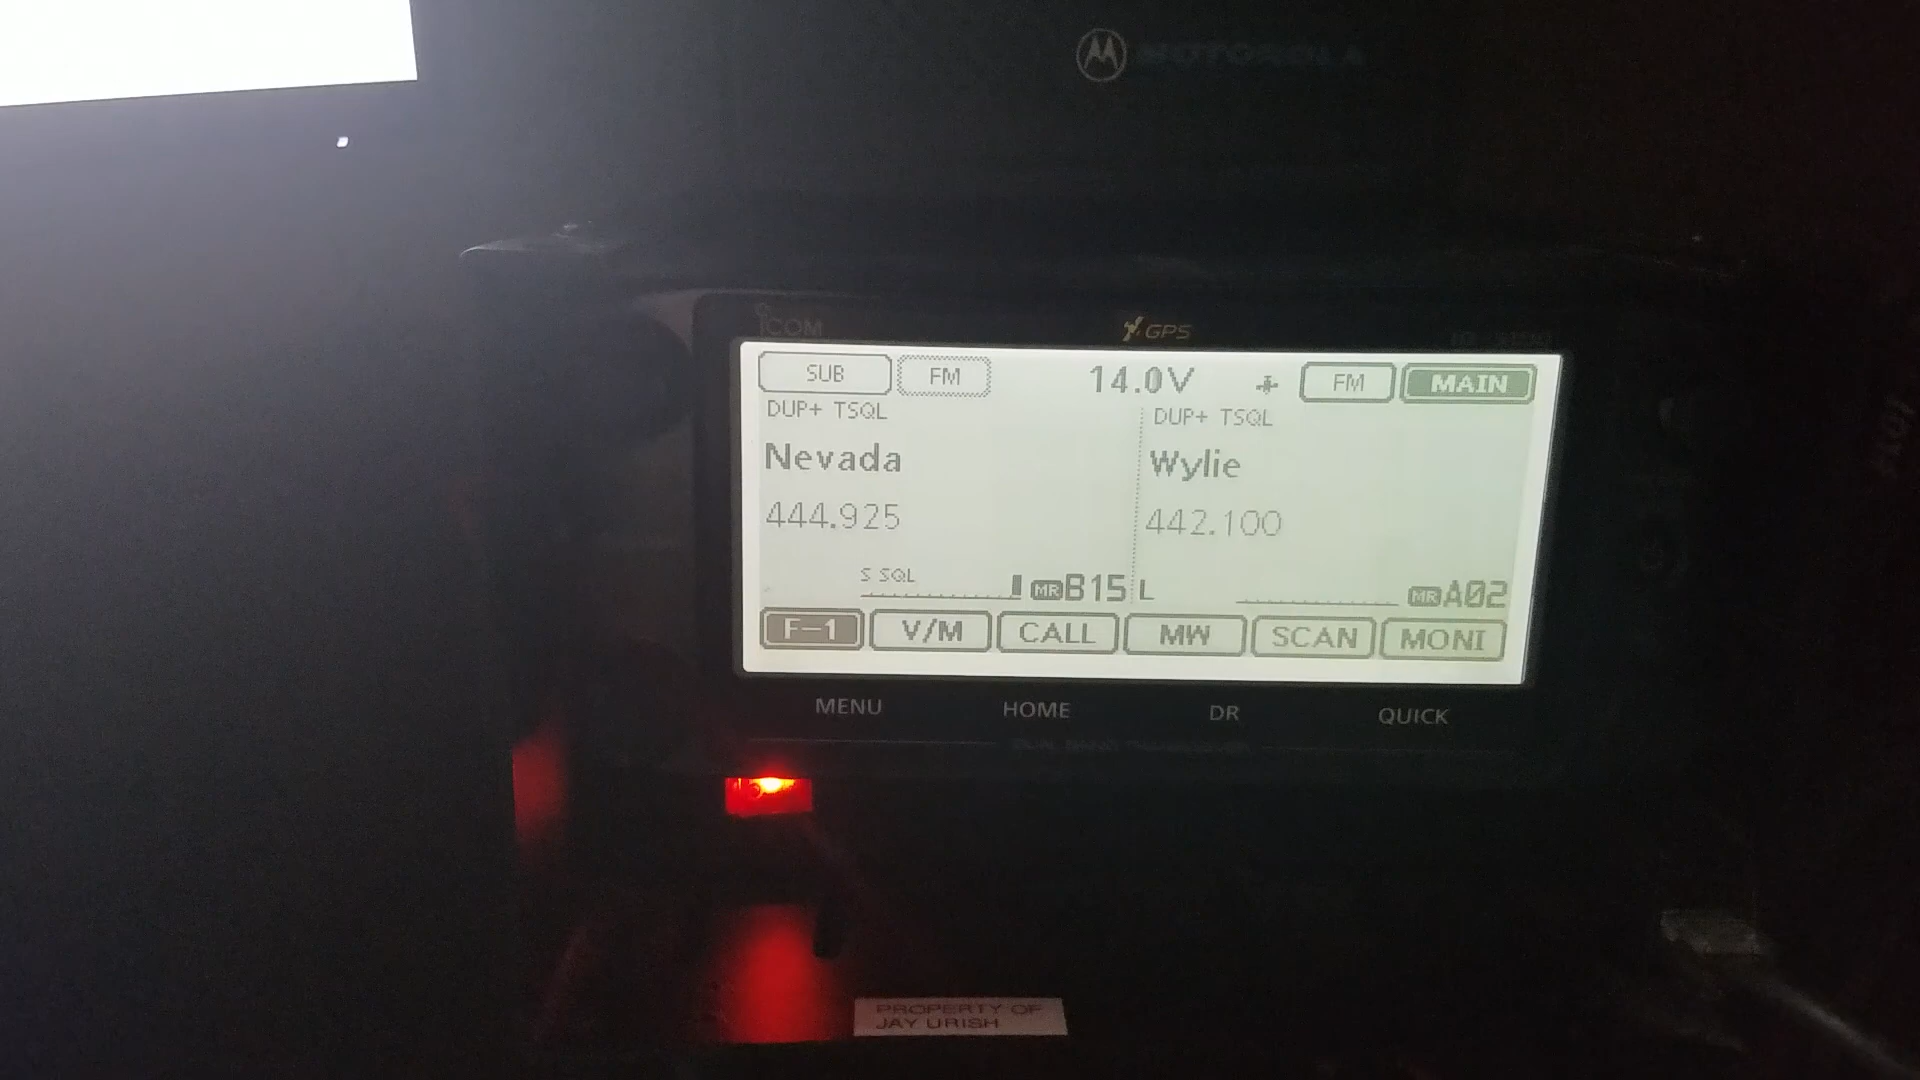 MOTOROLA
ICOM
GPS
SUB FM 14.0V FM MAIN
DUP+ TSQL DUP+ TSQL
Nevada Wylie
444.925 442.100
S SQL MR B15 L MR A02
F-1 V/M CALL MW SCAN MONI
MENU HOME DR QUICK
PROPERTY OF
JAY URISH